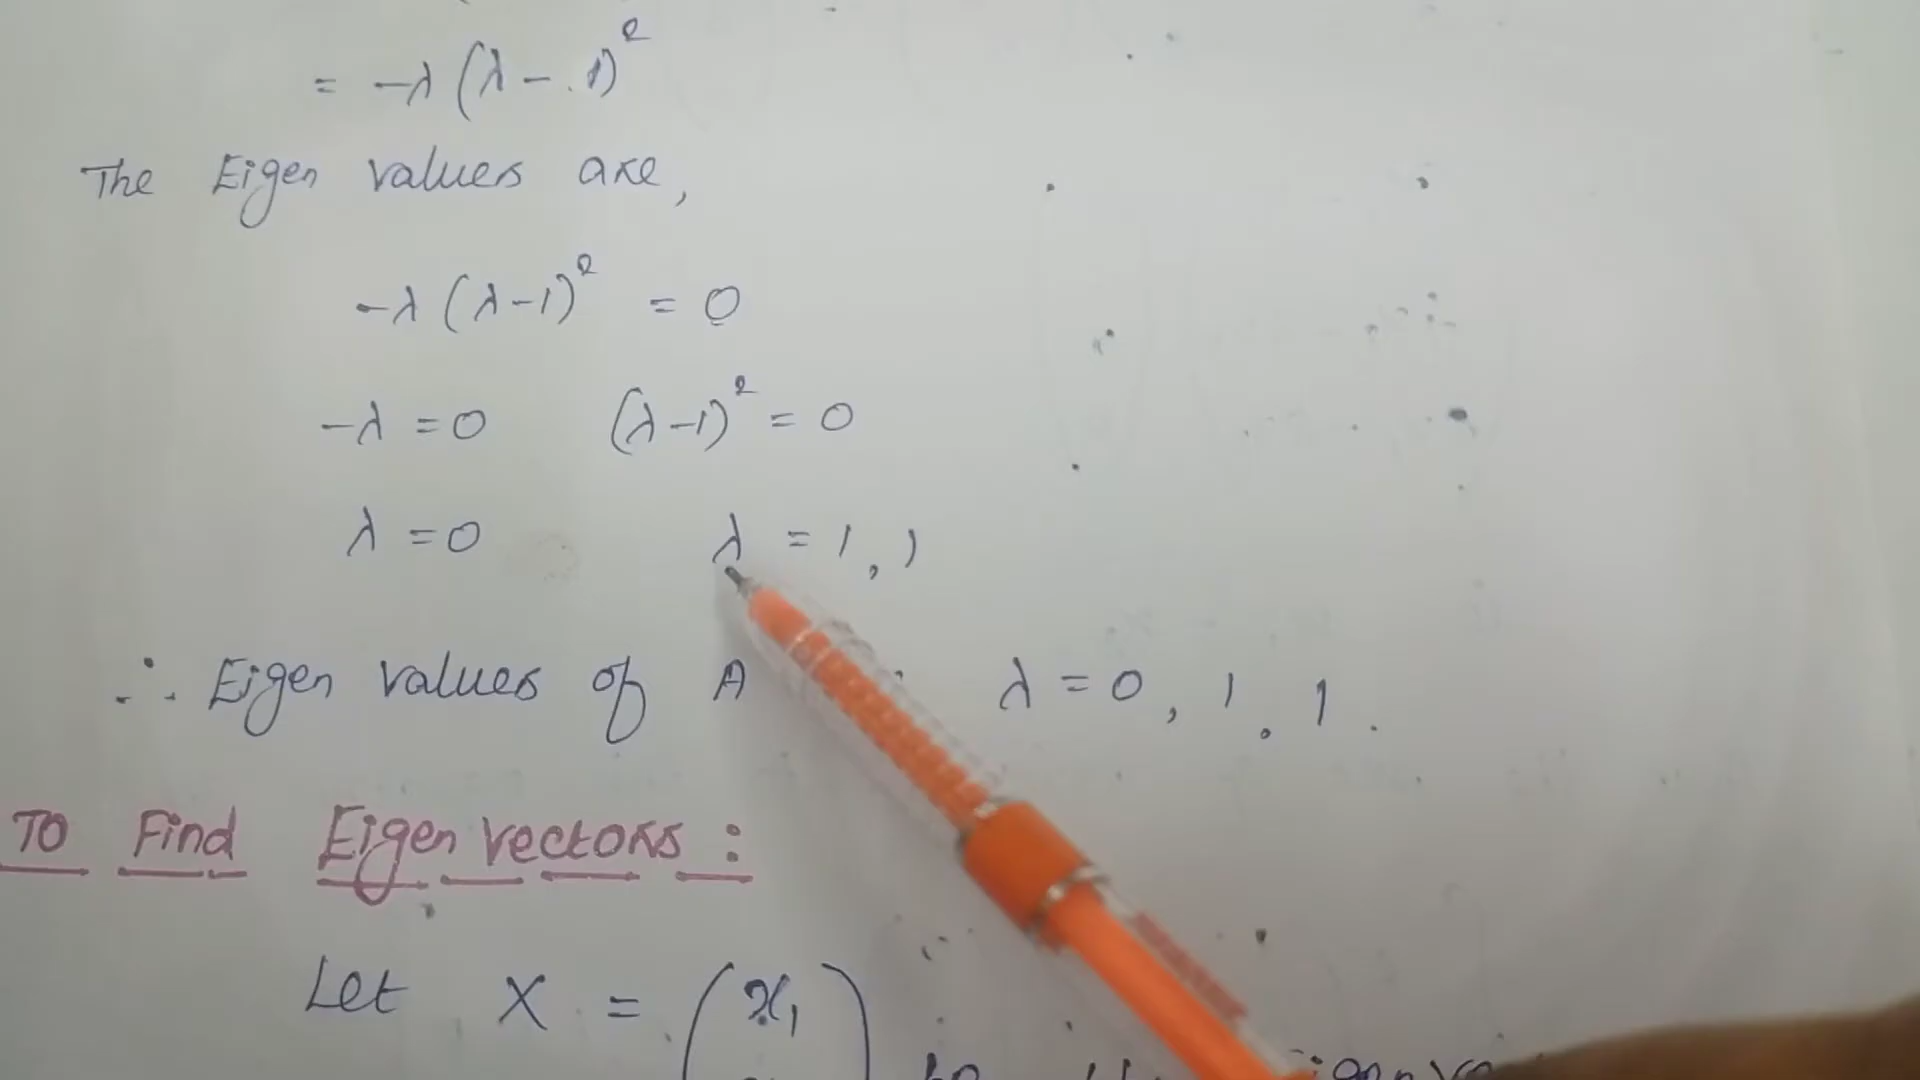 = -λ (λ - 1)²
The Eigen values are,
-λ (λ-1)² = 0
-λ = 0 (λ-1)² = 0
λ = 0 λ = 1, 1
∴ Eigen values of A λ = 0, 1, 1.
To Find Eigen vectors :
Let X = ( x₁ )